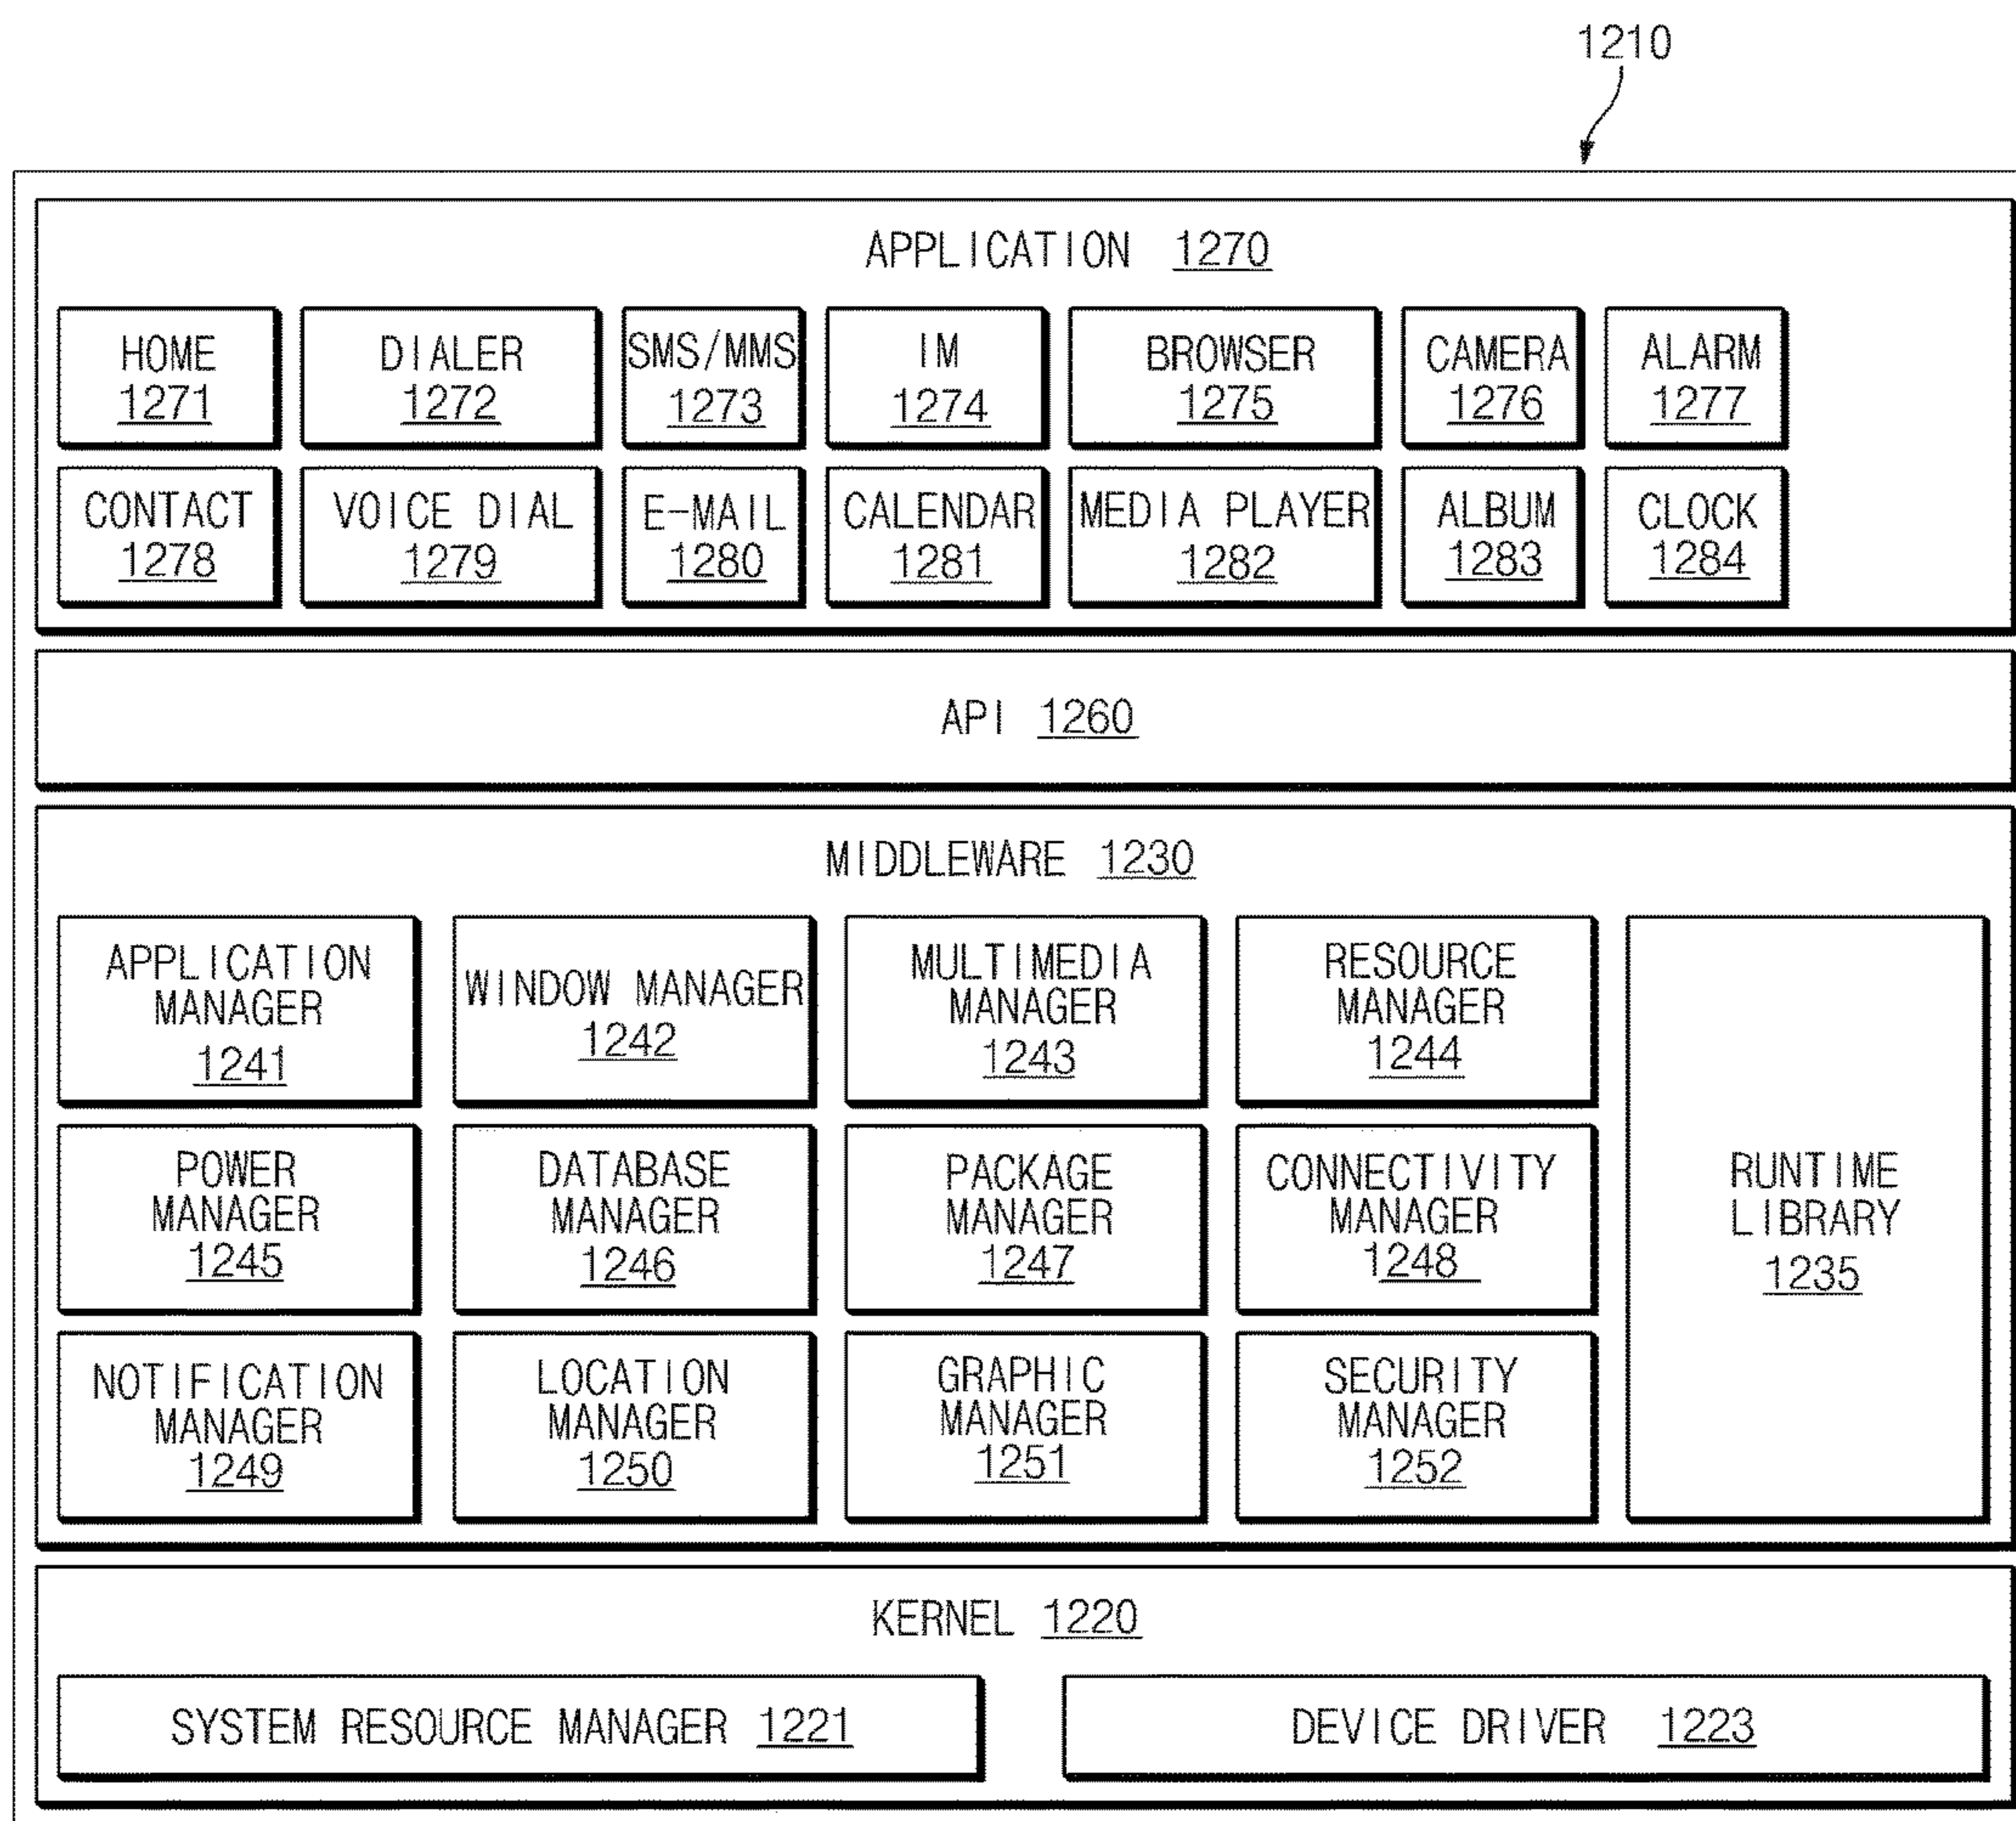 1210
APPLICATION 1270
HOME
1271
DIALER
1272
SMS/MMS
1273
IM
1274
BROWSER
1275
CAMERA
1276
ALARM
1277
CONTACT
1278
VOICE DIAL
1279
E-MAIL
1280
CALENDAR
1281
MEDIA PLAYER
1282
ALBUM
1283
CLOCK
1284
API 1260
MIDDLEWARE 1230
APPLICATION
MANAGER
1241
WINDOW MANAGER
1242
MULTIMEDIA
MANAGER
1243
RESOURCE
MANAGER
1244
POWER
MANAGER
1245
DATABASE
MANAGER
1246
PACKAGE
MANAGER
1247
CONNECTIVITY
MANAGER
1248
NOTIFICATION
MANAGER
1249
LOCATION
MANAGER
1250
GRAPHIC
MANAGER
1251
SECURITY
MANAGER
1252
RUNTIME
LIBRARY
1235
KERNEL 1220
SYSTEM RESOURCE MANAGER 1221
DEVICE DRIVER 1223